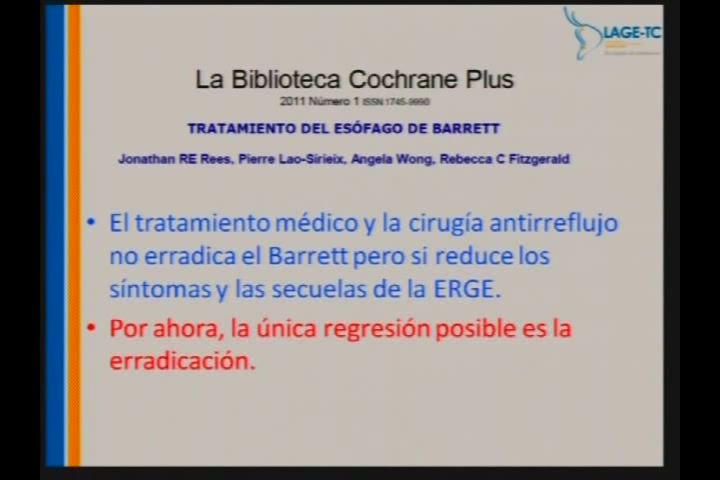 LAGE-TC
La Biblioteca Cochrane Plus
2011 Número 1 ISSN 1745-9990
TRATAMIENTO DEL ESÓFAGO DE BARRETT
Jonathan RE Rees, Pierre Lao-Sirieix, Angela Wong, Rebecca C Fitzgerald
• El tratamiento médico y la cirugía antirreflujo
no erradica el Barrett pero si reduce los
síntomas y las secuelas de la ERGE.
• Por ahora, la única regresión posible es la
erradicación.